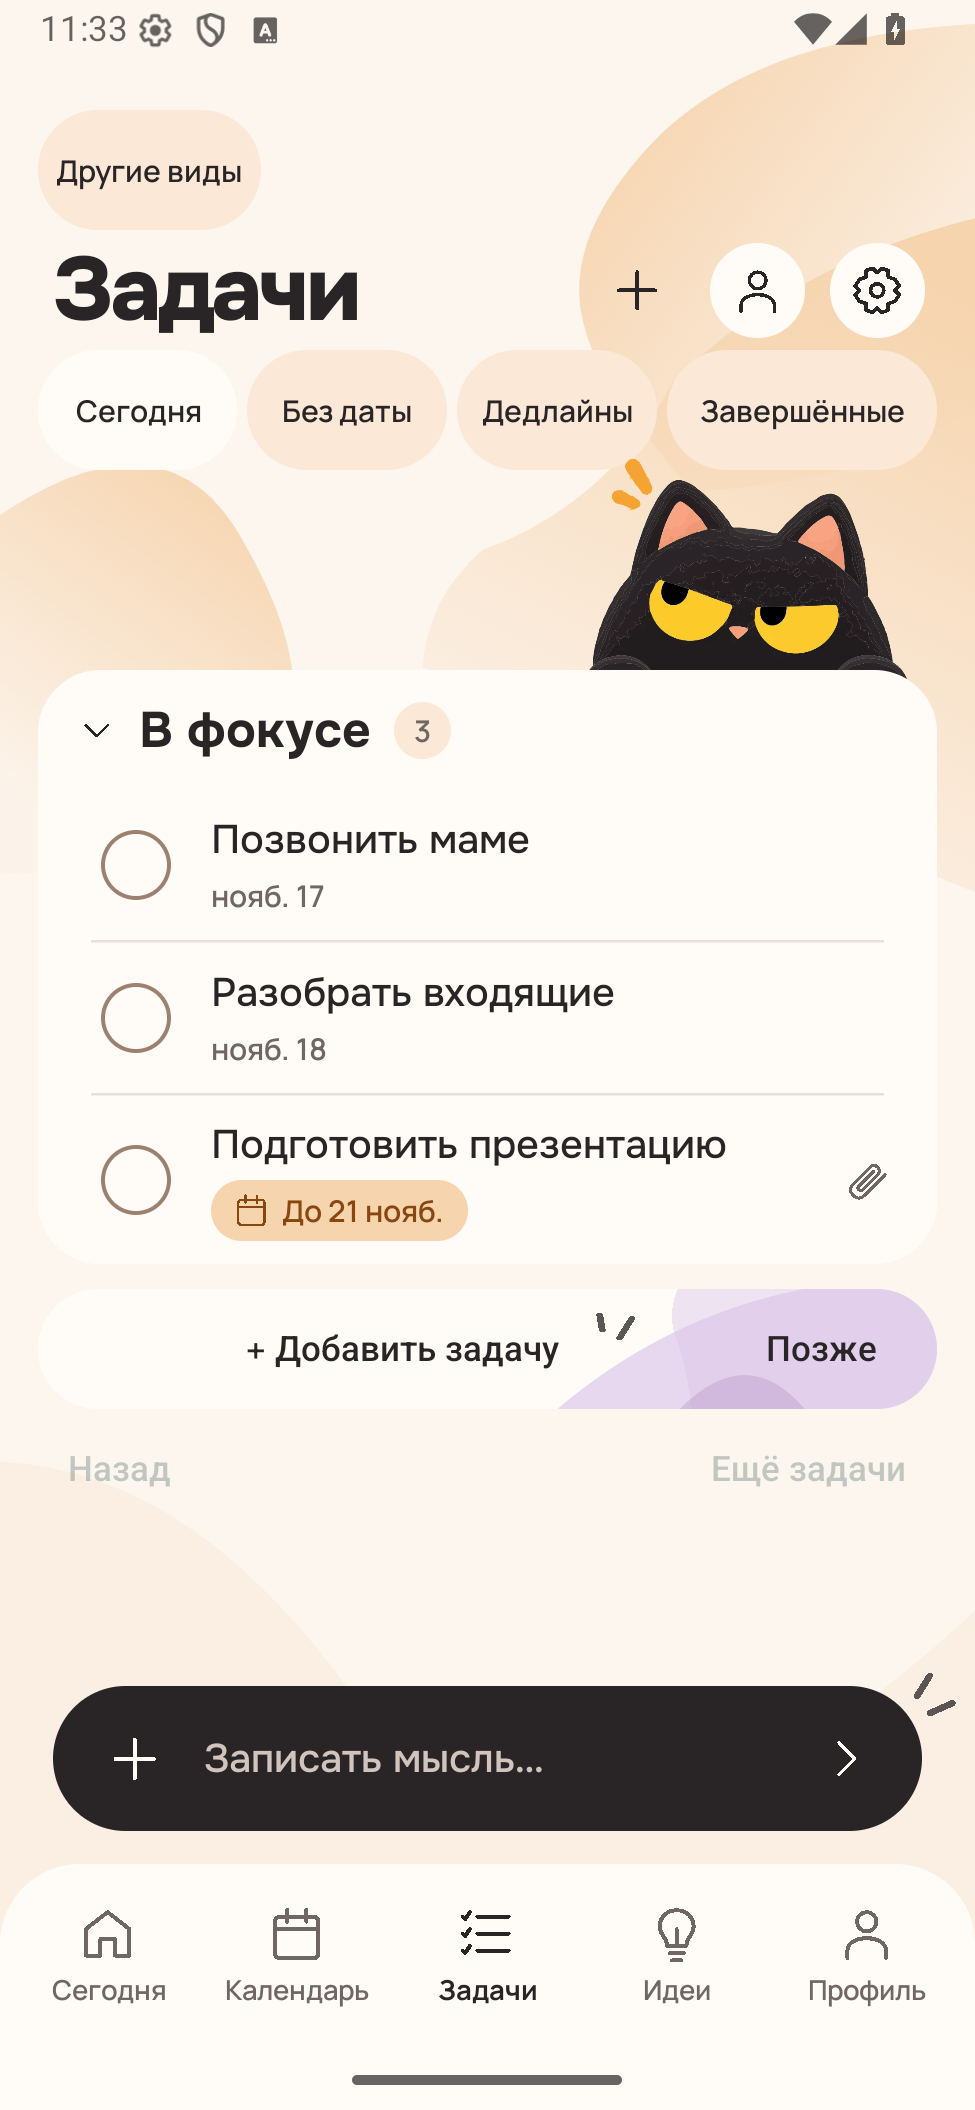 11:33
Другие виды
Задачи
Сегодня
Без даты
Дедлайны
Завершённые
В фокусе 3
Позвонить маме
нояб. 17
Разобрать входящие
нояб. 18
Подготовить презентацию
До 21 нояб.
+ Добавить задачу
Позже
Назад
Ещё задачи
Записать мысль...
Сегодня
Календарь
Задачи
Идеи
Профиль